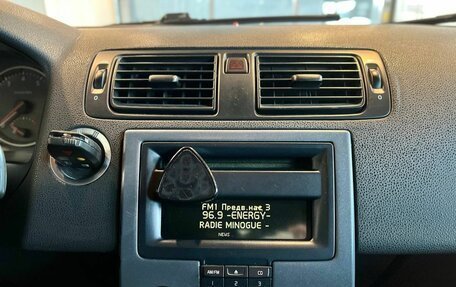 FM1 Предв.нас 3
96.9 -ENERGY-
RADIE MINOGUE -
NEWS
AM/FM CD
1 2 3